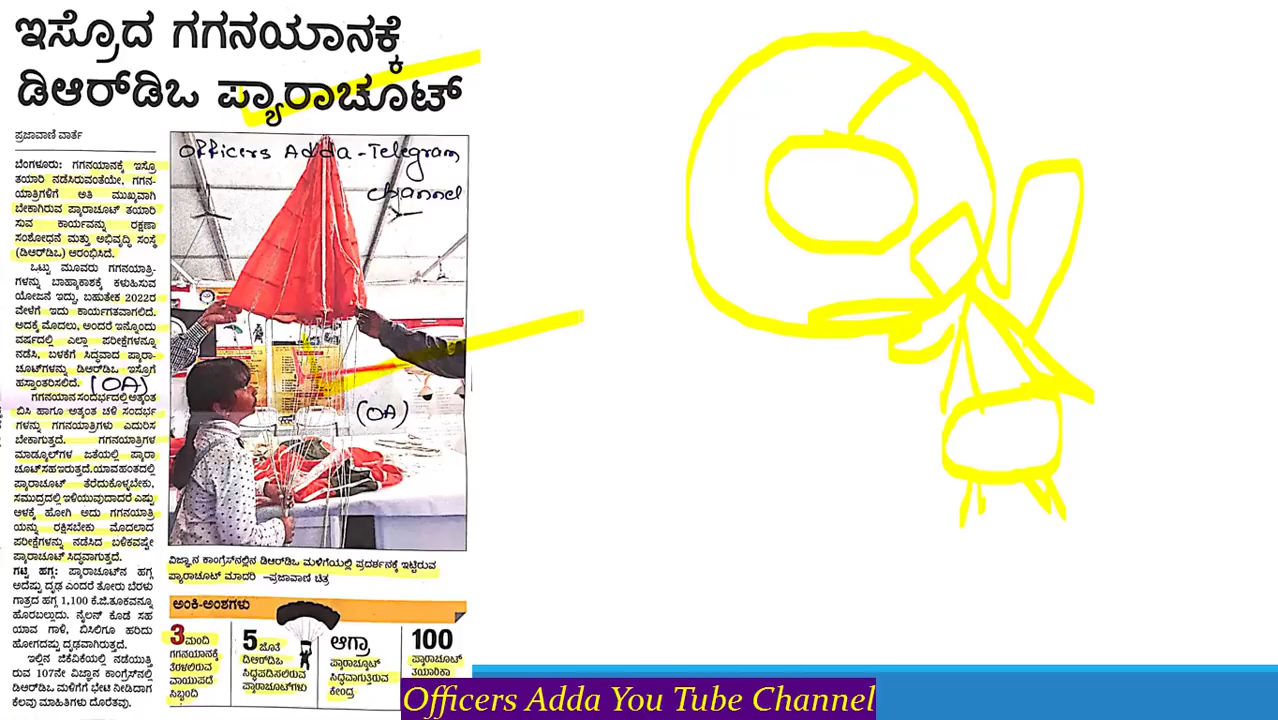 ಇಸ್ರೊದ ಗಗನಯಾನಕ್ಕೆ
ಡಿಆರ್‌ಡಿಒ ಪ್ಯಾರಾಚೂಟ್
ಪ್ರಜಾವಾಣಿ ವಾರ್ತೆ
ಬೆಂಗಳೂರು: ಗಗನಯಾನಕ್ಕೆ ಇಸ್ರೊ
ತಯಾರಿ ನಡೆಸಿರುವಂತೆಯೇ, ಗಗನ-
ಯಾತ್ರಿಗಳಿಗೆ ಅತಿ ಮುಖ್ಯವಾಗಿ
ಬೇಕಾಗಿರುವ ಪ್ಯಾರಾಚೂಟ್ ತಯಾರಿ
ಸುವ ಕಾರ್ಯವನ್ನು ರಕ್ಷಣಾ
ಸಂಶೋಧನೆ ಮತ್ತು ಅಭಿವೃದ್ಧಿ ಸಂಸ್ಥೆ
(ಡಿಆರ್‌ಡಿಒ) ಆರಂಭಿಸಿದೆ.
ಒಟ್ಟು ಮೂವರು ಗಗನಯಾತ್ರಿ-
ಗಳನ್ನು ಬಾಹ್ಯಾಕಾಶಕ್ಕೆ ಕಳುಹಿಸುವ
ಯೋಜನೆ ಇದ್ದು, ಬಹುತೇಕ 2022ರ
ವೇಳೆಗೆ ಇದು ಕಾರ್ಯಗತವಾಗಲಿದೆ.
ಅದಕ್ಕೆ ಮೊದಲು, ಅಂದರೆ ಇನ್ನೊಂದು
ವರ್ಷದಲ್ಲಿ ಎಲ್ಲಾ ಪರೀಕ್ಷೆಗಳನ್ನೂ
ನಡೆಸಿ, ಬಳಕೆಗೆ ಸಿದ್ಧವಾದ ಪ್ಯಾರಾ-
ಚೂಟ್‌ಗಳನ್ನು ಡಿಆರ್‌ಡಿಒ ಇಸ್ರೊಗೆ
ಹಸ್ತಾಂತರಿಸಲಿದೆ. (OA)
ಗಗನಯಾನ ಸಂದರ್ಭದಲ್ಲಿ ಅತ್ಯಂತ
ಬಿಸಿ ಹಾಗೂ ಅತ್ಯಂತ ಚಳಿ ಸಂದರ್ಭ
ಗಳನ್ನು ಗಗನಯಾತ್ರಿಗಳು ಎದುರಿಸ
ಬೇಕಾಗುತ್ತದೆ. ಗಗನಯಾತ್ರಿಗಳ
ಮಾಡ್ಯೂಲ್‌ಗಳ ಜತೆಯಲ್ಲಿ ಪ್ಯಾರಾ
ಚೂಟ್ ಸಹ ಇರುತ್ತದೆ. ಯಾವ ಹಂತದಲ್ಲಿ
ಪ್ಯಾರಾಚೂಟ್ ತೆರೆದುಕೊಳ್ಳಬೇಕು,
ಸಮುದ್ರದಲ್ಲಿ ಇಳಿಯುವುದಾದರೆ ಎಷ್ಟು
ಆಳಕ್ಕೆ ಹೋಗಿ ಅದು ಗಗನಯಾತ್ರಿ
ಯನ್ನು ರಕ್ಷಿಸಬೇಕು ಮೊದಲಾದ
ಪರೀಕ್ಷೆಗಳನ್ನು ನಡೆಸಿದ ಬಳಿಕವಷ್ಟೇ
ಪ್ಯಾರಾಚೂಟ್ ಸಿದ್ಧವಾಗುತ್ತದೆ.
ಗಟ್ಟಿ ಹಗ್ಗ: ಪ್ಯಾರಾಚೂಟ್‌ನ ಹಗ್ಗ
ಅದೆಷ್ಟು ದೃಢ ಎಂದರೆ ತೋರು ಬೆರಳು
ಗಾತ್ರದ ಹಗ್ಗ 1,100 ಕೆ.ಜಿ.ತೂಕವನ್ನೂ
ಹೊರಬಲ್ಲುದು. ನೈಲನ್ ಕೊಡೆ ಸಹ
ಯಾವ ಗಾಳಿ, ಬಿಸಿಲಿಗೂ ಹರಿದು
ಹೋಗದಷ್ಟು ದೃಢವಾಗಿರುತ್ತದೆ.
ಇಲ್ಲಿನ ಜಿಕೆವಿಕೆಯಲ್ಲಿ ನಡೆಯುತ್ತಿ
ರುವ 107ನೇ ವಿಜ್ಞಾನ ಕಾಂಗ್ರೆಸ್‌ನಲ್ಲಿ
ಡಿಆರ್‌ಡಿಒ ಮಳಿಗೆಗೆ ಭೇಟಿ ನೀಡಿದಾಗ
ಕೆಲವು ಮಾಹಿತಿಗಳು ದೊರೆತವು.
Officers Adda - Telegram
channel
(OA)
ವಿಜ್ಞಾನ ಕಾಂಗ್ರೆಸ್‌ನಲ್ಲಿನ ಡಿಆರ್‌ಡಿಒ ಮಳಿಗೆಯಲ್ಲಿ ಪ್ರದರ್ಶನಕ್ಕೆ ಇಟ್ಟಿರುವ
ಪ್ಯಾರಾಚೂಟ್ ಮಾದರಿ –ಪ್ರಜಾವಾಣಿ ಚಿತ್ರ
ಅಂಕಿ-ಅಂಶಗಳು
3 ಮಂದಿ
ಗಗನಯಾನಕ್ಕೆ
ತೆರಳಲಿರುವ
ವಾಯುಪಡೆ
ಸಿಬ್ಬಂದಿ
5 ಜೊತೆ
ಡಿಆರ್‌ಡಿಒ
ಸಿದ್ಧಪಡಿಸಲಿರುವ
ಪ್ಯಾರಾಚೂಟ್‌ಗಳು
ಆಗ್ರಾ
ಪ್ಯಾರಾಚೂಟ್
ಸಿದ್ಧವಾಗುತ್ತಿರುವ
ಕೇಂದ್ರ
100
ಪ್ಯಾರಾಚೂಟ್
ತಯಾರಿಕಾ
Officers Adda You Tube Channel